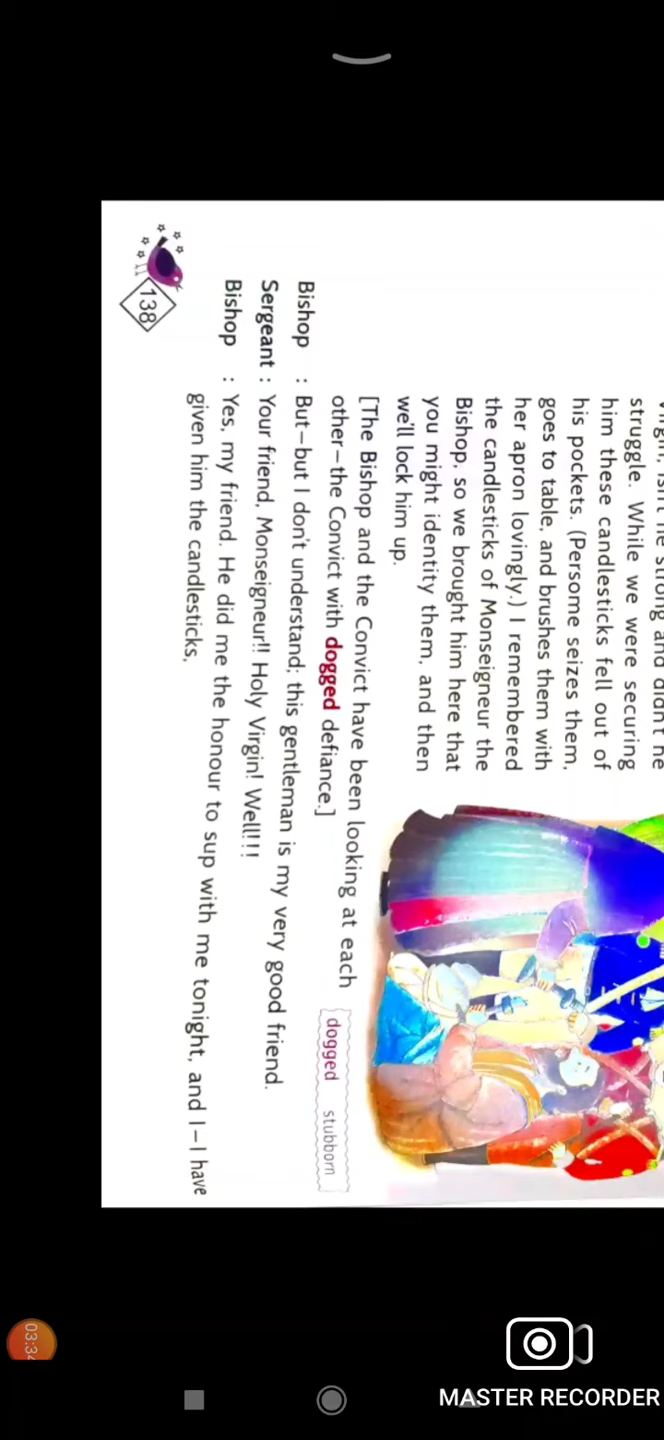 struggle. While we were securing
him these candlesticks fell out of
his pockets. (Persome seizes them,
goes to table, and brushes them with
her apron lovingly.) I remembered
the candlesticks of Monseigneur the
Bishop, so we brought him here that
you might identity them, and then
we'll lock him up.
[The Bishop and the Convict have been looking at each
other—the Convict with dogged defiance.]
dogged stubborn
Bishop : But—but I don't understand; this gentleman is my very good friend.
Sergeant : Your friend, Monseigneur!! Holy Virgin! Well!!!
Bishop : Yes, my friend. He did me the honour to sup with me tonight, and I—I have
given him the candlesticks.
138
03:34
MASTER RECORDER